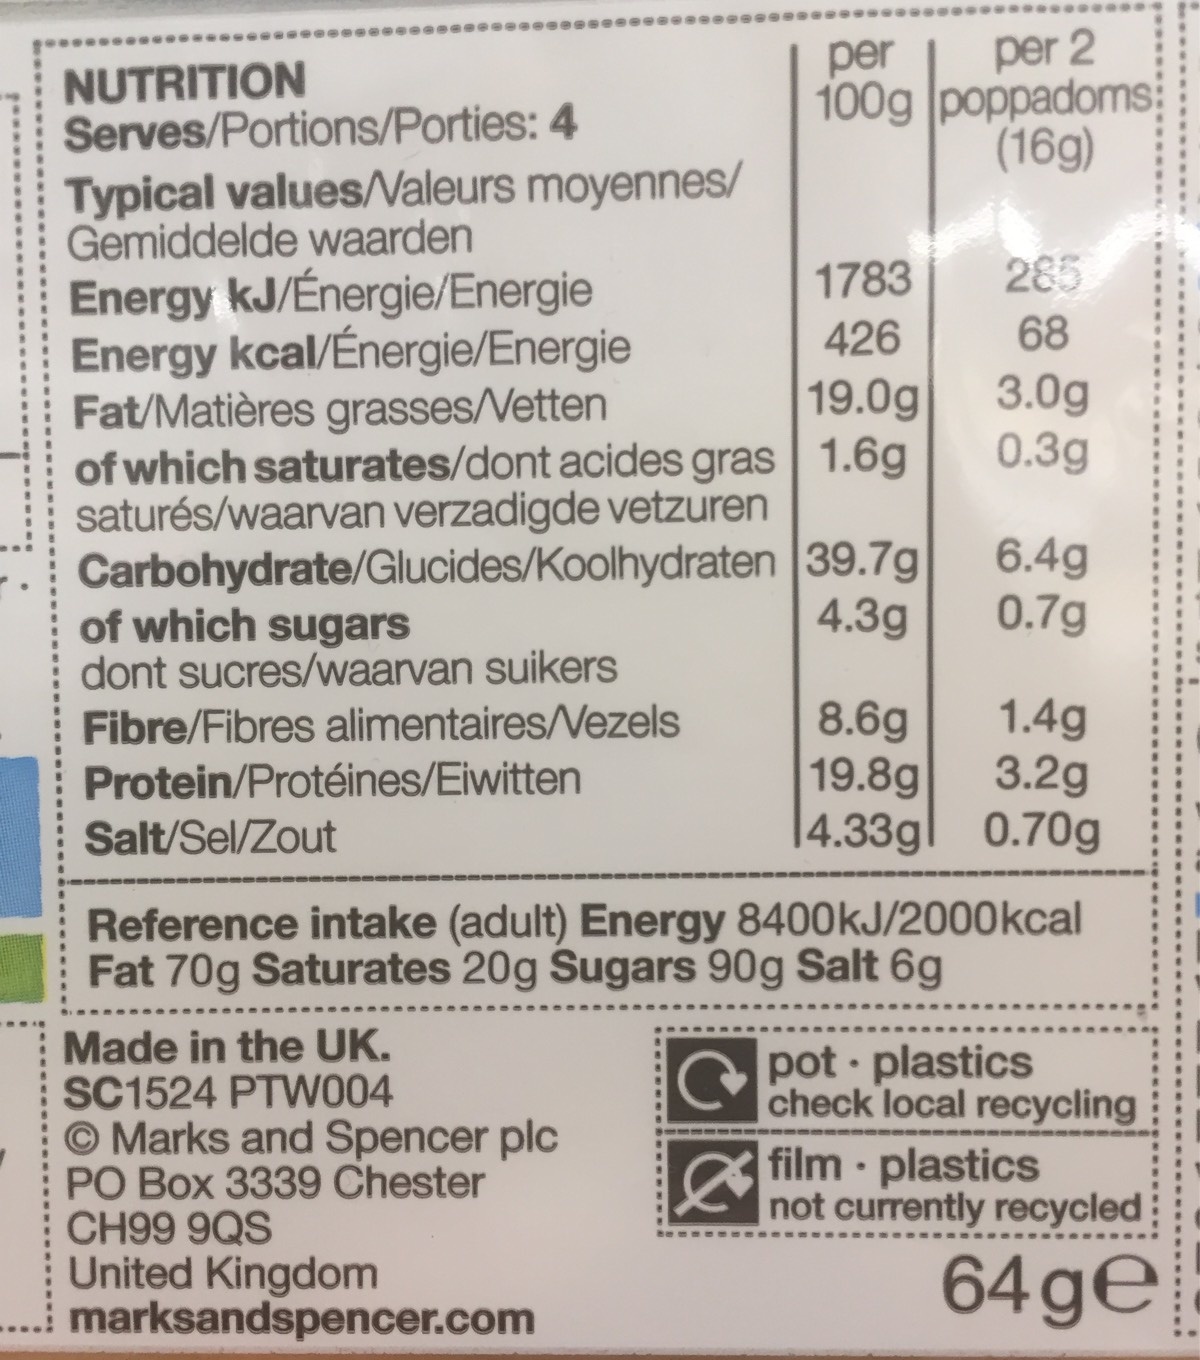 NUTRITION
Serves/Portions/Porties: 4
per 100g
per 2 poppadoms (16g)
Typical values/Valeurs moyennes/
Gemiddelde waarden
Energy kJ/Énergie/Energie 1783 285
Energy kcal/Énergie/Energie 426 68
Fat/Matières grasses/Vetten 19.0g 3.0g
of which saturates/dont acides gras 1.6g 0.3g
saturés/waarvan verzadigde vetzuren
Carbohydrate/Glucides/Koolhydraten 39.7g 6.4g
of which sugars 4.3g 0.7g
dont sucres/waarvan suikers
Fibre/Fibres alimentaires/Vezels 8.6g 1.4g
Protein/Protéines/Eiwitten 19.8g 3.2g
Salt/Sel/Zout 4.33g 0.70g
Reference intake (adult) Energy 8400kJ/2000kcal
Fat 70g Saturates 20g Sugars 90g Salt 6g
Made in the UK.
SC1524 PTW004
© Marks and Spencer plc
PO Box 3339 Chester
CH99 9QS
United Kingdom
marksandspencer.com
pot · plastics
check local recycling
film · plastics
not currently recycled
64ge